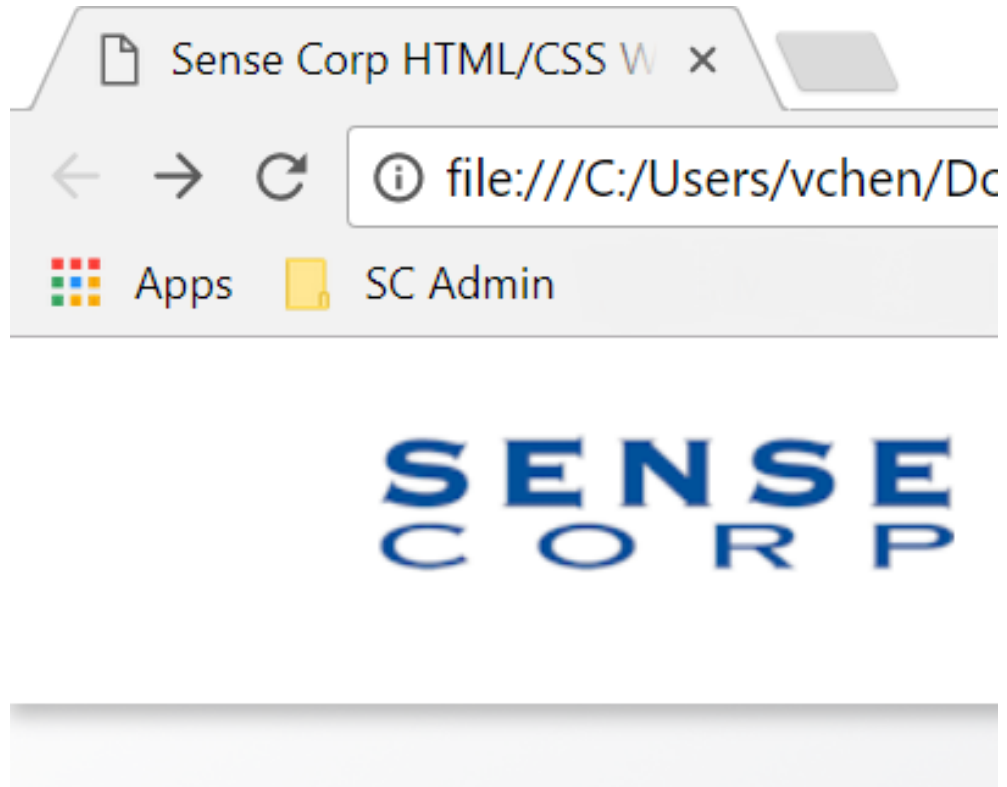 Sense Corp HTML/CSS
file:///C:/Users/vchen/
Apps SC Admin
SENSE
CORP